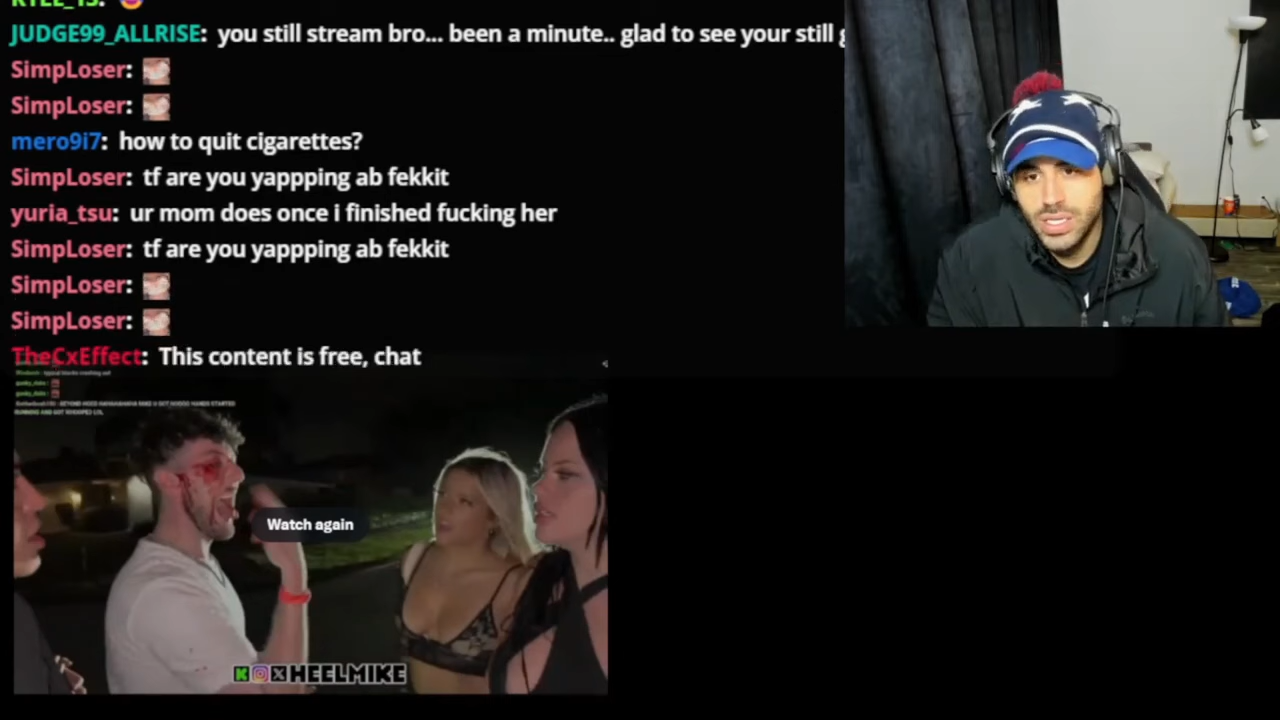 KYLE_13:
JUDGE99_ALLRISE: you still stream bro... been a minute.. glad to see your still
SimpLoser:
SimpLoser:
mero9i7: how to quit cigarettes?
SimpLoser: tf are you yappping ab fekkit
yuria_tsu: ur mom does once i finished fucking her
SimpLoser: tf are you yappping ab fekkit
SimpLoser:
SimpLoser:
TheCxEffect: This content is free, chat
Watch again
HEELMIKE